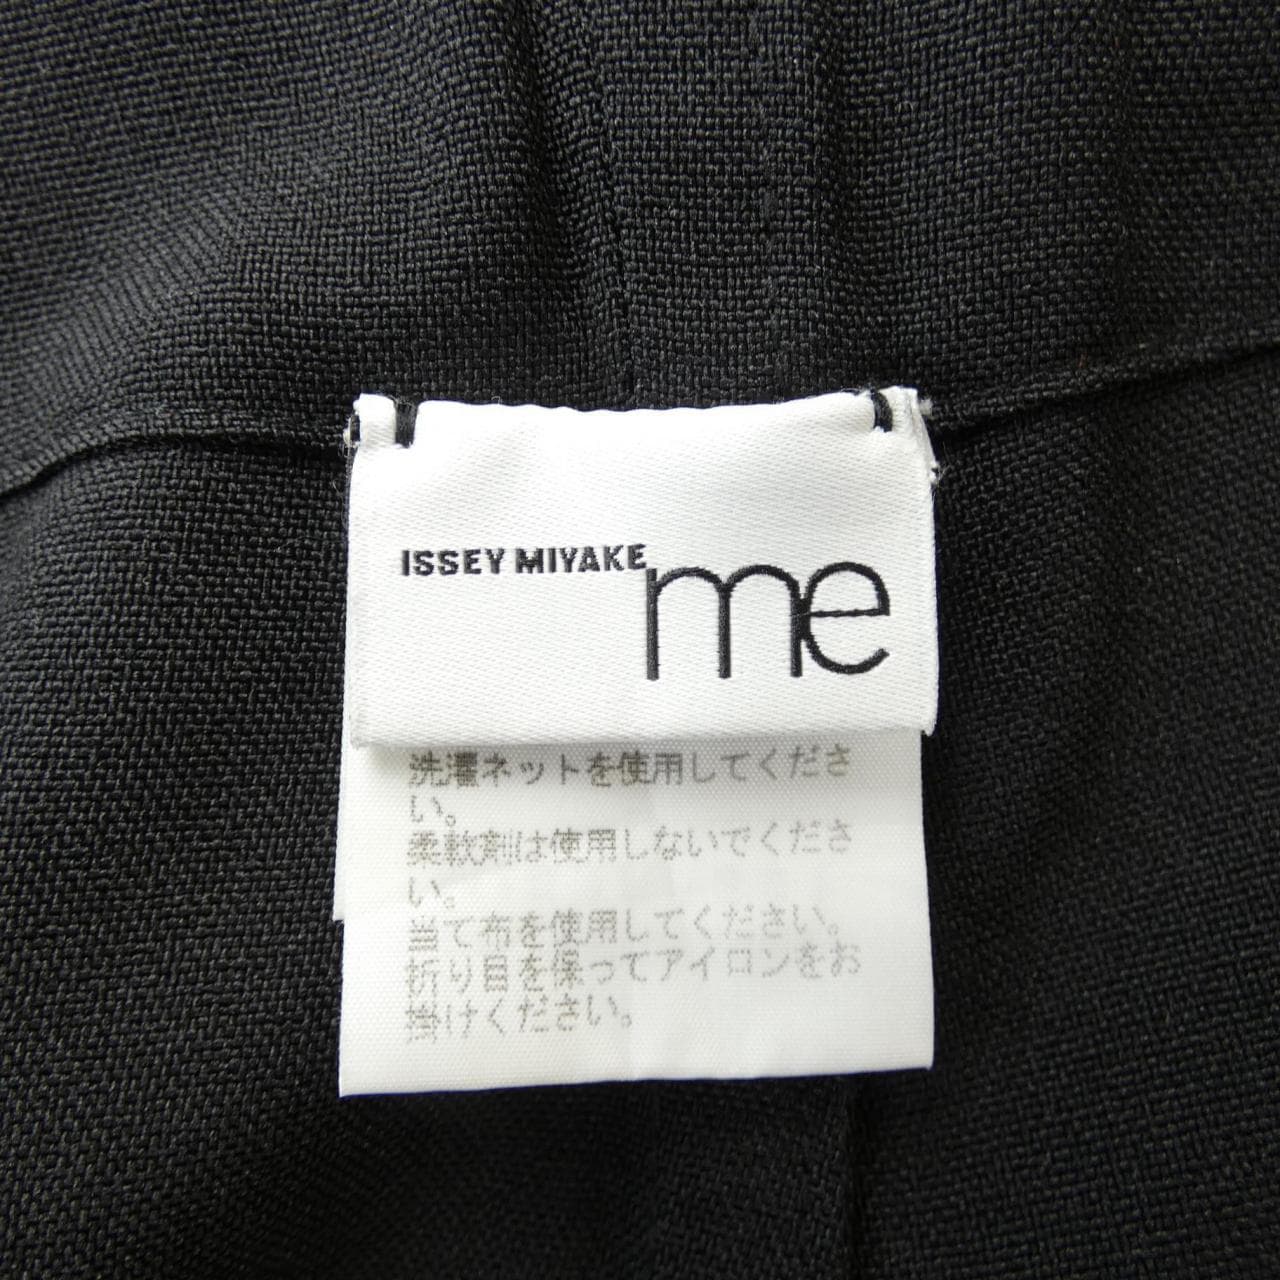 ISSEY MIYAKE
me
洗濯ネットを使用してくださ
い。
柔軟剤は使用しないでくださ
い。
当て布を使用してください。
折り目を保ってアイロンをお
掛けください。